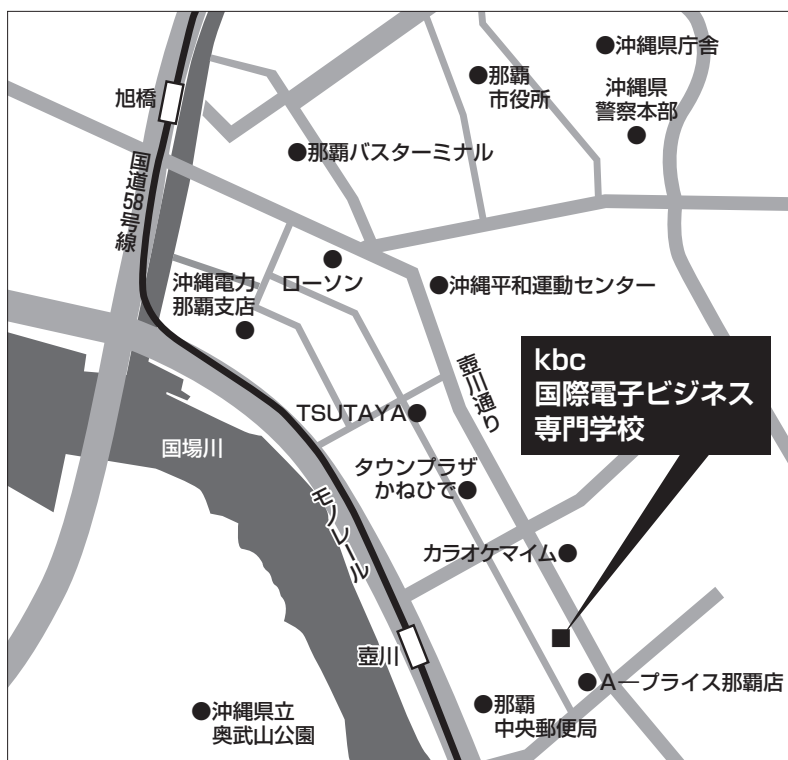 沖縄県庁舎
那覇
市役所
沖縄県
警察本部
旭橋
那覇バスターミナル
国道58号線
沖縄電力
那覇支店
ローソン
沖縄平和運動センター
kbc
国際電子ビジネス
専門学校
壺川通り
TSUTAYA
国場川
タウンプラザ
かねひで
モノレール
カラオケマイム
壺川
A―プライス那覇店
沖縄県立
奥武山公園
那覇
中央郵便局